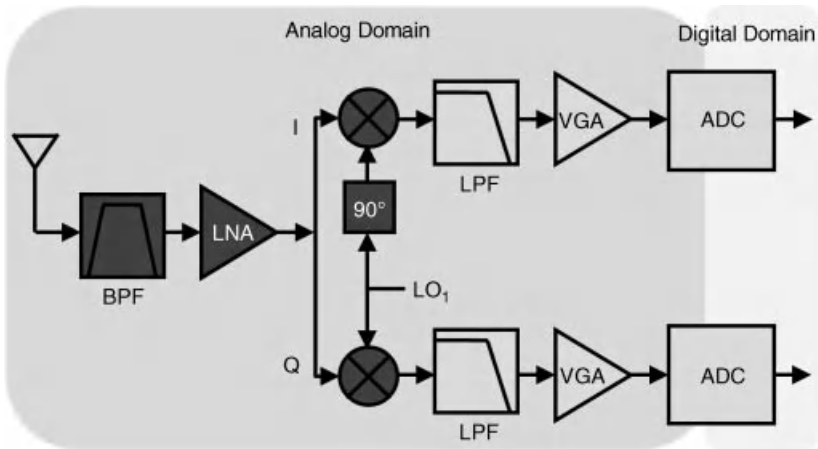 Analog Domain
Digital Domain
I
VGA
ADC
LPF
90°
LNA
BPF
LO₁
Q
VGA
ADC
LPF